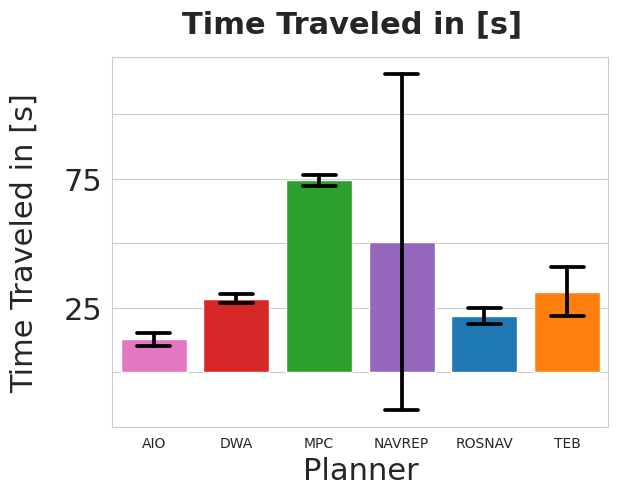 Time Traveled in [s]
Time Traveled in [s]
75
25
AIO DWA MPC NAVREP ROSNAV TEB
Planner